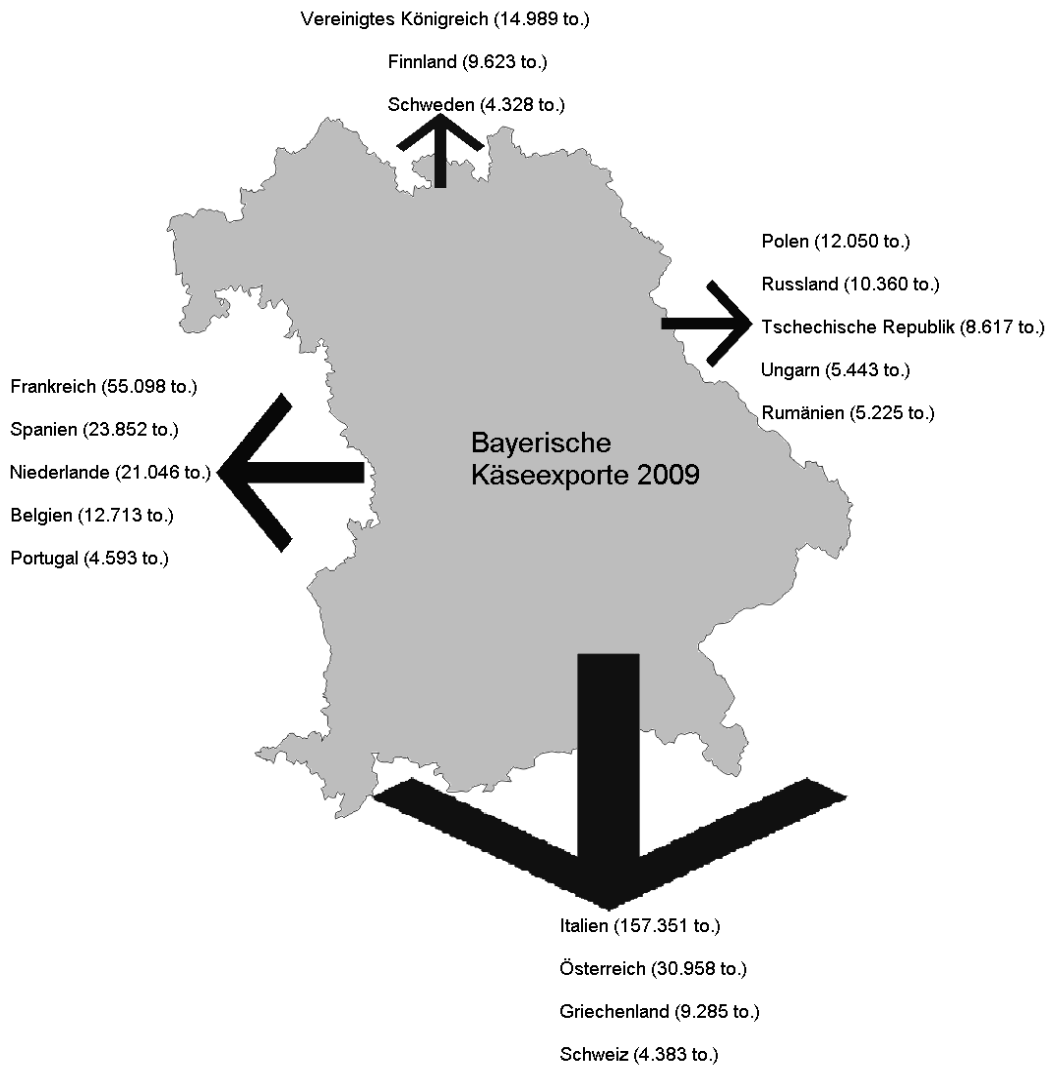 Vereinigtes Königreich (14.989 to.)
Finnland (9.623 to.)
Schweden (4.328 to.)
Polen (12.050 to.)
Russland (10.360 to.)
Tschechische Republik (8.617 to.)
Ungarn (5.443 to.)
Rumänien (5.225 to.)
Frankreich (55.098 to.)
Spanien (23.852 to.)
Niederlande (21.046 to.)
Belgien (12.713 to.)
Portugal (4.593 to.)
Bayerische
Käseexporte 2009
Italien (157.351 to.)
Österreich (30.958 to.)
Griechenland (9.285 to.)
Schweiz (4.383 to.)